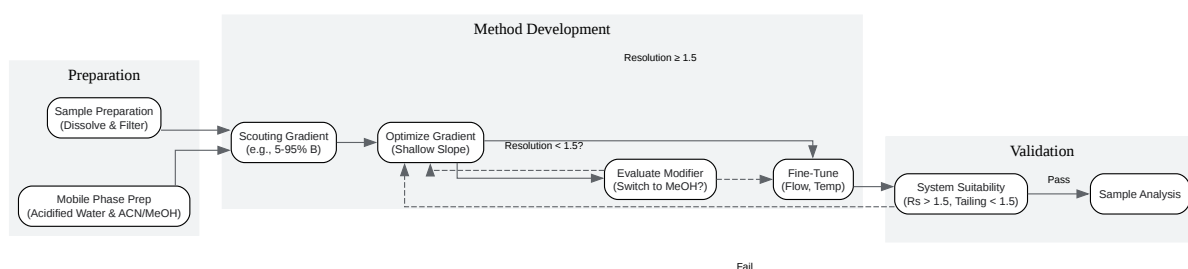 Preparation
Sample Preparation
(Dissolve & Filter)
Mobile Phase Prep
(Acidified Water & ACN/MeOH)
Method Development
Resolution ≥ 1.5
Scouting Gradient
(e.g., 5-95% B)
Optimize Gradient
(Shallow Slope)
Resolution < 1.5?
Evaluate Modifier
(Switch to MeOH?)
Fine-Tune
(Flow, Temp)
Validation
System Suitability
(Rs > 1.5, Tailing < 1.5)
Pass
Sample Analysis
Fail